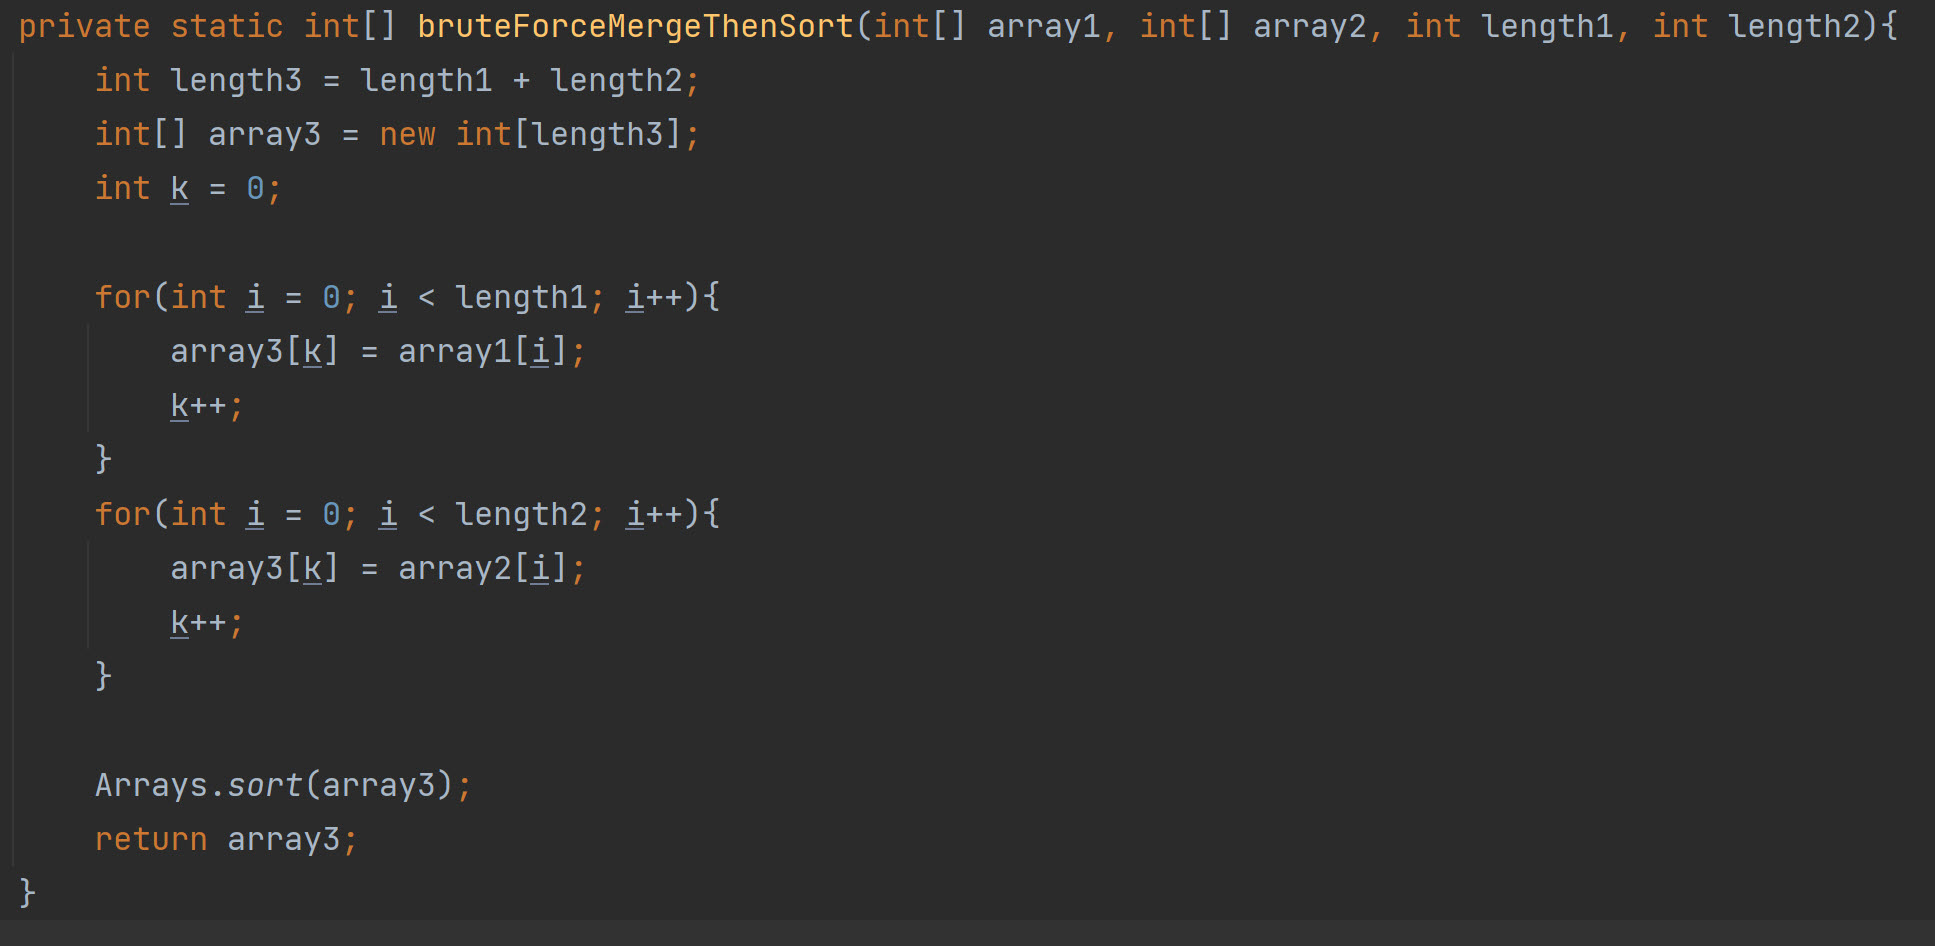 private static int[] bruteForceMergeThenSort(int[] array1, int[] array2, int length1, int length2){
    int length3 = length1 + length2;
    int[] array3 = new int[length3];
    int k = 0;

    for(int i = 0; i < length1; i++){
        array3[k] = array1[i];
        k++;
    }
    for(int i = 0; i < length2; i++){
        array3[k] = array2[i];
        k++;
    }

    Arrays.sort(array3);
    return array3;
}